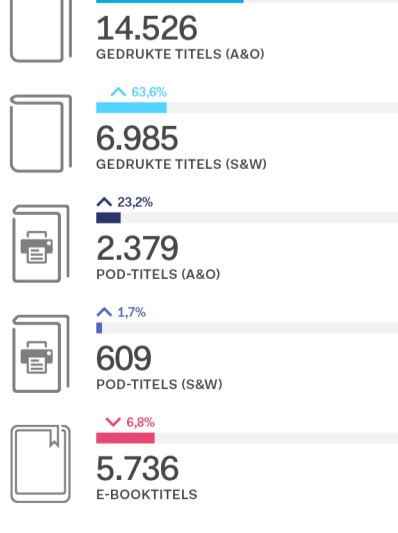 14.526
GEDRUKTE TITELS (A&O)
63,6%
6.985
GEDRUKTE TITELS (S&W)
23,2%
2.379
POD-TITELS (A&O)
1,7%
609
POD-TITELS (S&W)
6,8%
5.736
E-BOOKTITELS